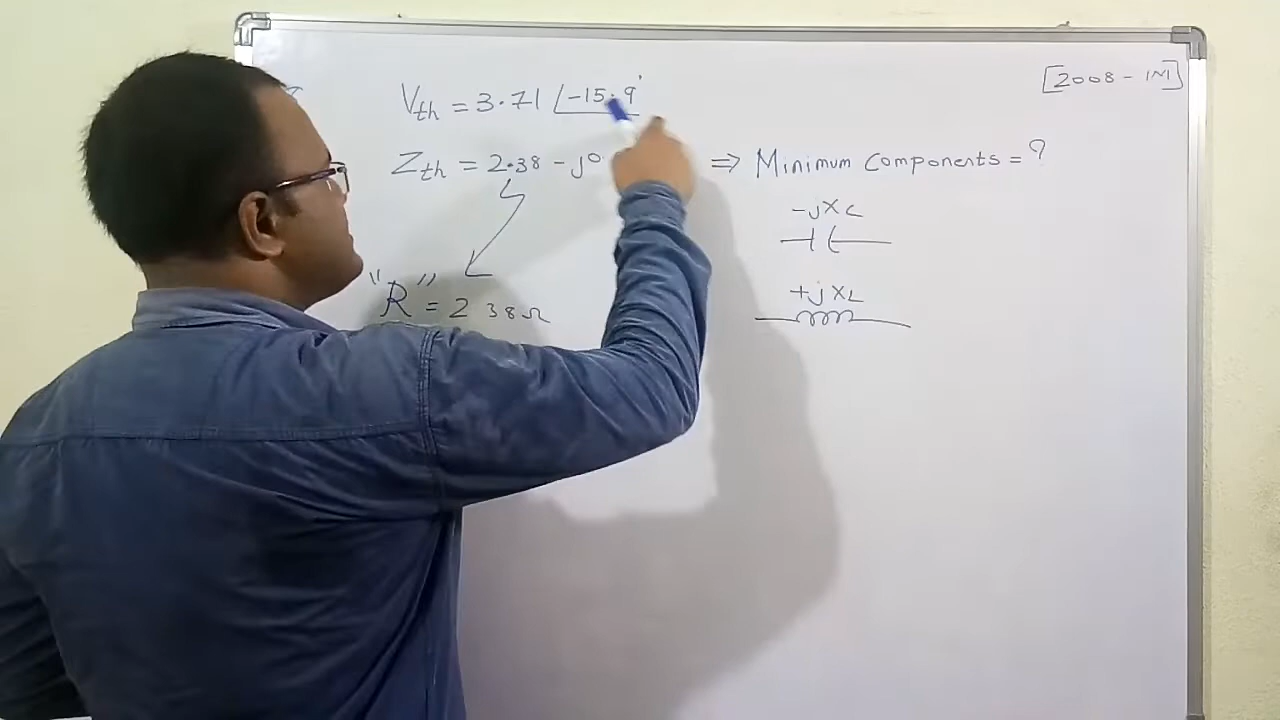 [2008-1M]
Vth = 3.71 ∠-15.9°
Zth = 2.38 - j0. ⇒ Minimum Components = ?
-jXC
+jXL
"R" = 2 38Ω